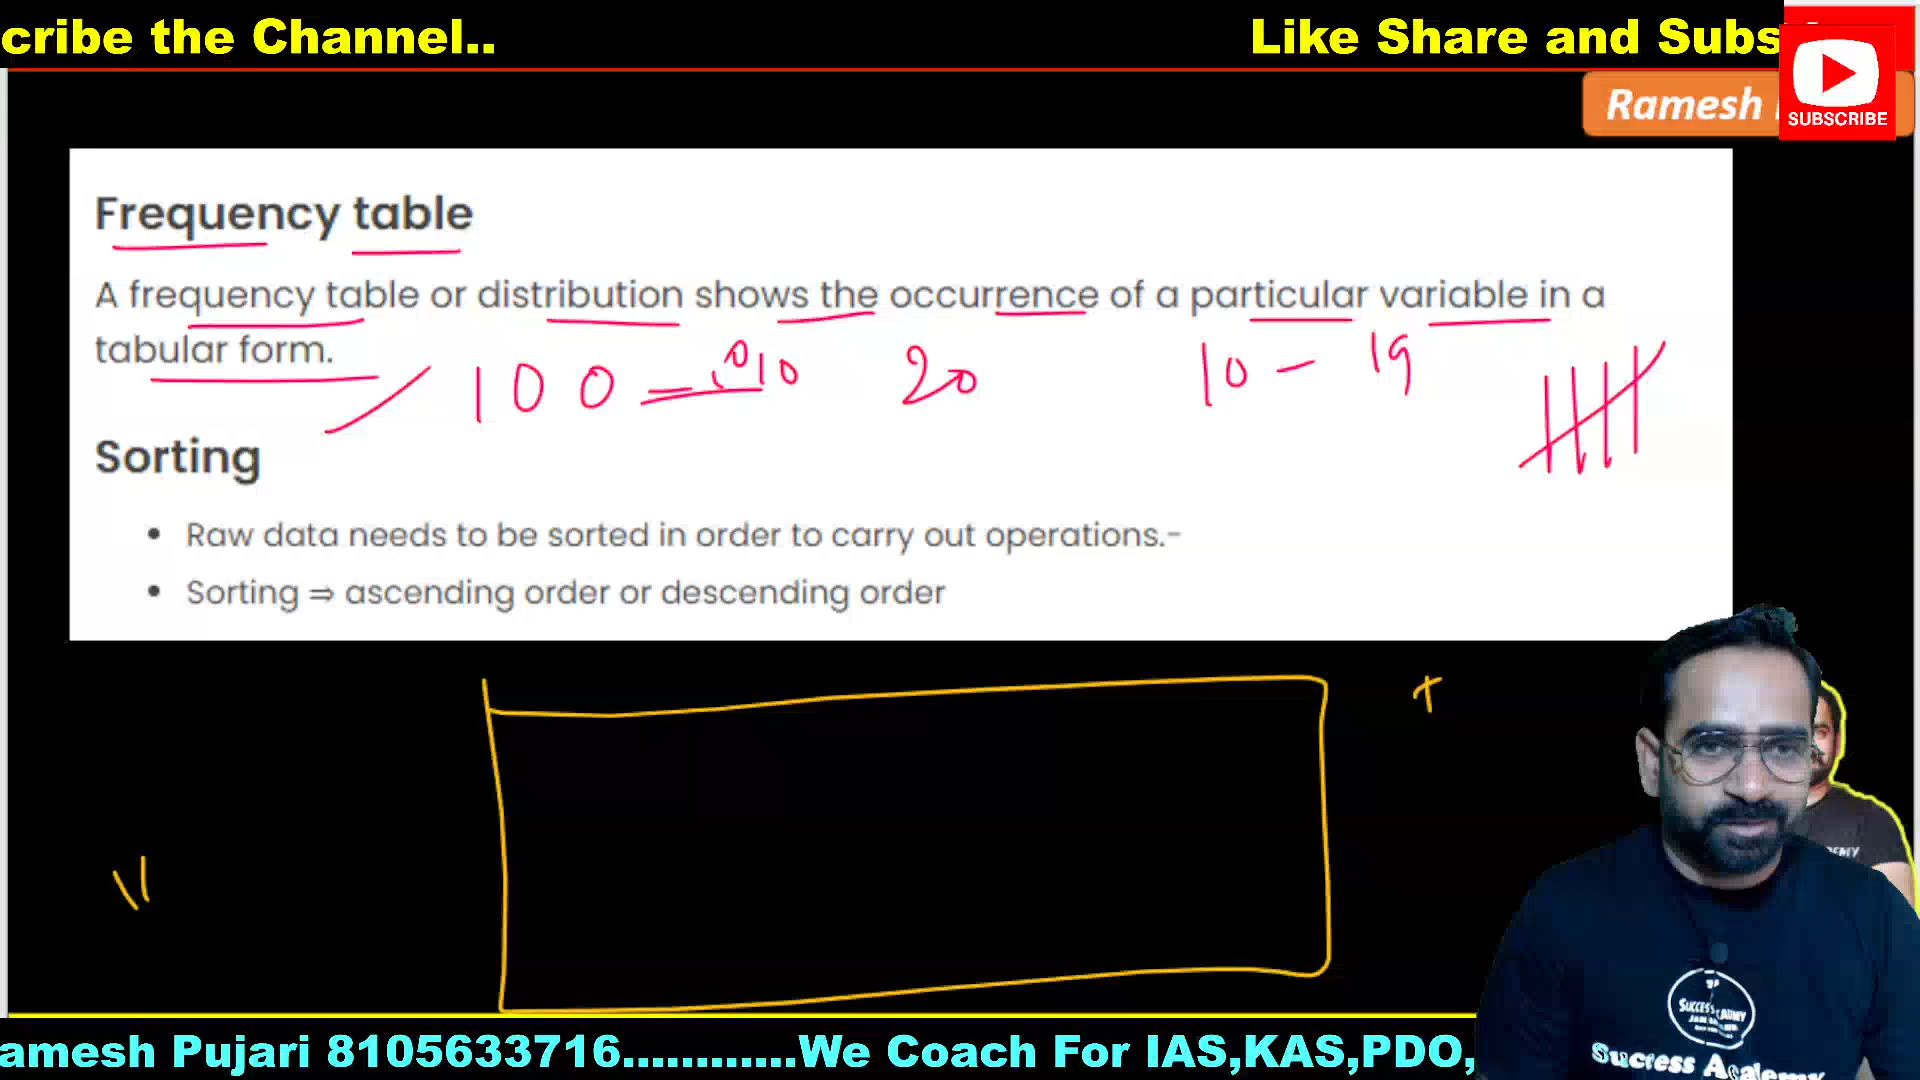 cribe the Channel.. Like Share and Subs
SUBSCRIBE
Ramesh
Frequency table
A frequency table or distribution shows the occurrence of a particular variable in a
tabular form.
100 = 10 20 10 - 19
Sorting
• Raw data needs to be sorted in order to carry out operations.-
• Sorting ⇒ ascending order or descending order
amesh Pujari 8105633716............We Coach For IAS,KAS,PDO,
Success Academy